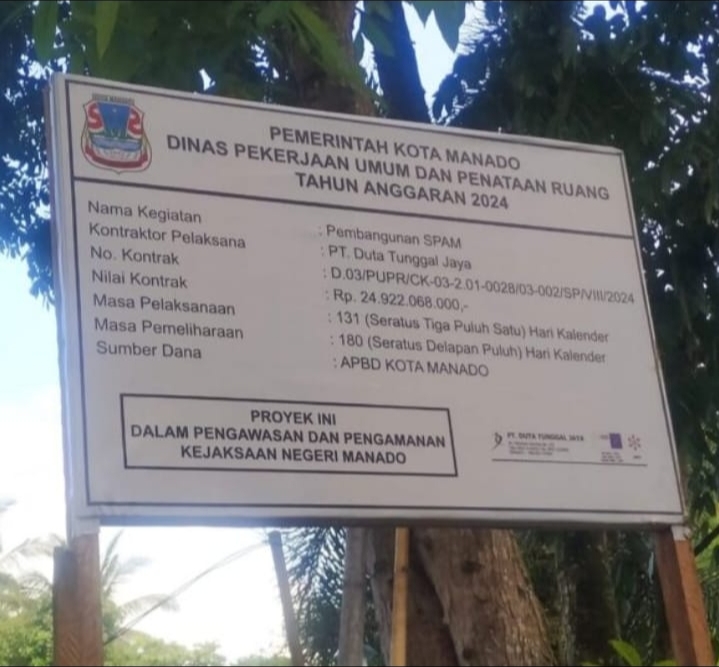 PEMERINTAH KOTA MANADO
DINAS PEKERJAAN UMUM DAN PENATAAN RUANG
TAHUN ANGGARAN 2024
Nama Kegiatan : Pembangunan SPAM
Kontraktor Pelaksana : PT. Duta Tunggal Jaya
No. Kontrak : D.03/PUPR/CK-03-2.01-0028/03-002/SP/VIII/2024
Nilai Kontrak : Rp. 24.922.068.000,-
Masa Pelaksanaan : 131 (Seratus Tiga Puluh Satu) Hari Kalender
Masa Pemeliharaan : 180 (Seratus Delapan Puluh) Hari Kalender
Sumber Dana : APBD KOTA MANADO
PROYEK INI
DALAM PENGAWASAN DAN PENGAMANAN
KEJAKSAAN NEGERI MANADO
PT. DUTA TUNGGAL JAYA